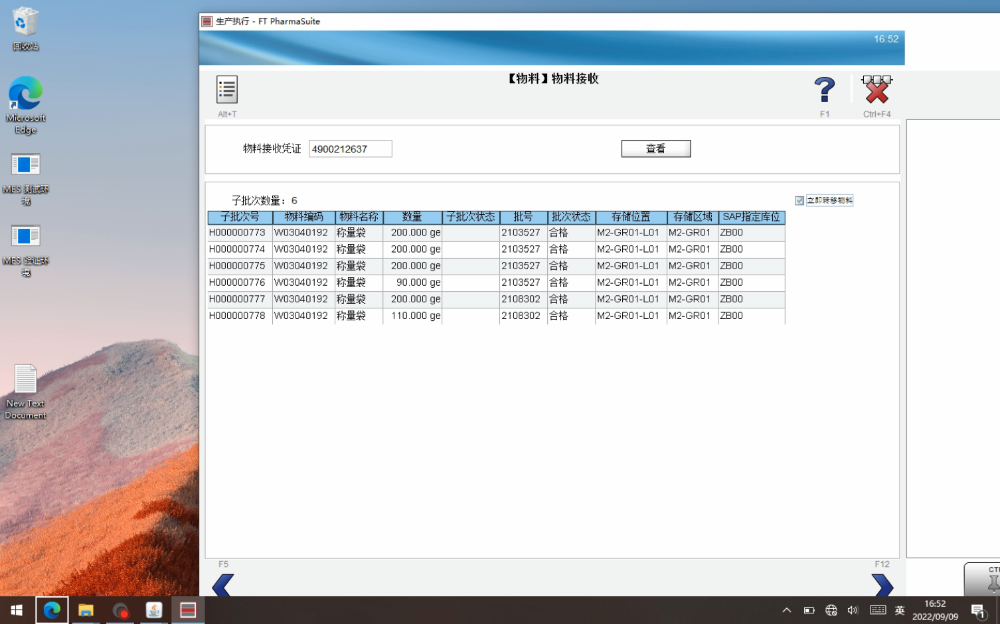 回收站
Microsoft
Edge
MES 测试环
境
MES 验证环
境
New Text
Document
生产执行 - FT PharmaSuite
16:52
【物料】物料接收
Alt+T
F1
Ctrl+F4
物料接收凭证 4900212637 查看
子批次数量：6 立即转移物料
子批次号 物料编码 物料名称 数量 子批次状态 批号 批次状态 存储位置 存储区域 SAP指定库位
H000000773 W03040192 称量袋 200.000 ge 2103527 合格 M2-GR01-L01 M2-GR01 ZB00
H000000774 W03040192 称量袋 200.000 ge 2103527 合格 M2-GR01-L01 M2-GR01 ZB00
H000000775 W03040192 称量袋 200.000 ge 2103527 合格 M2-GR01-L01 M2-GR01 ZB00
H000000776 W03040192 称量袋 90.000 ge 2103527 合格 M2-GR01-L01 M2-GR01 ZB00
H000000777 W03040192 称量袋 200.000 ge 2108302 合格 M2-GR01-L01 M2-GR01 ZB00
H000000778 W03040192 称量袋 110.000 ge 2108302 合格 M2-GR01-L01 M2-GR01 ZB00
F5
F12
CT
英
16:52
2022/09/09
1